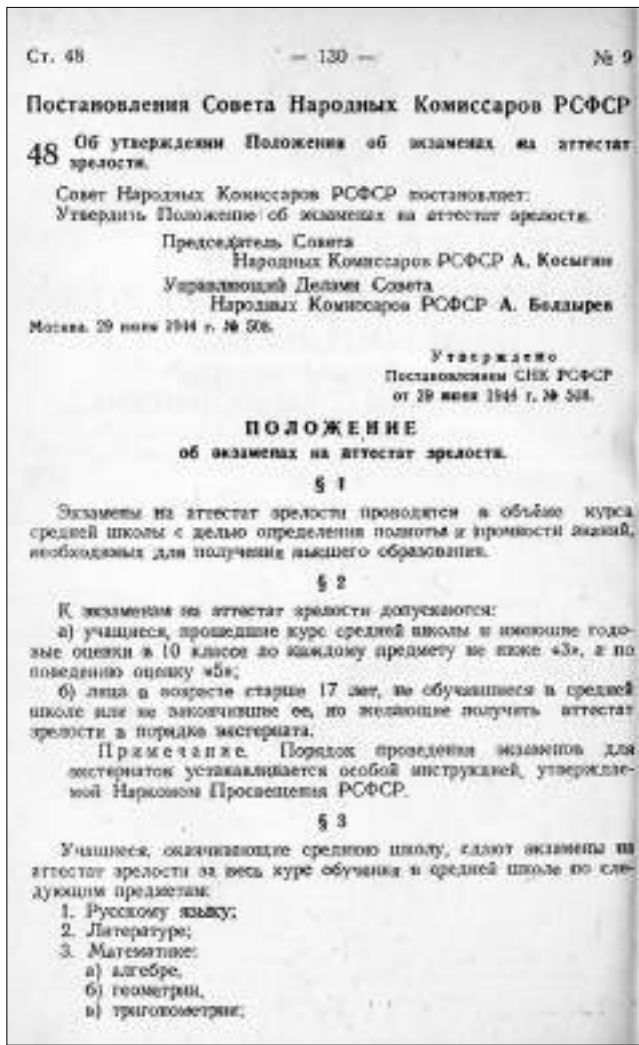 Ст. 48 — 130 — № 9
Постановления Совета Народных Комиссаров РСФСР
48 Об утверждении Положения об экзаменах на аттестат
зрелости.
Совет Народных Комиссаров РСФСР постановляет:
Утвердить Положение об экзаменах на аттестат зрелости.
Председатель Совета
Народных Комиссаров РСФСР А. Косыгин
Управляющий Делами Совета
Народных Комиссаров РСФСР А. Болдырев
Москва. 29 июня 1944 г. № 508.
Утверждено
Постановлением СНК РСФСР
от 29 июня 1944 г. № 508.
ПОЛОЖЕНИЕ
об экзаменах на аттестат зрелости.
§ 1
Экзамены на аттестат зрелости проводятся в объёме курса
средней школы с целью определения полноты и прочности знаний,
необходимых для получения высшего образования.
§ 2
К экзаменам на аттестат зрелости допускаются:
а) учащиеся, прошедшие курс средней школы и имеющие годо-
вые оценки в 10 классе по каждому предмету не ниже «3», а по
поведению оценку «5»;
б) лица в возрасте старше 17 лет, не обучавшиеся в средней
школе или не закончившие ее, но желающие получить аттестат
зрелости в порядке экстерната.
Примечание. Порядок проведения экзаменов для
экстернатов устанавливается особой инструкцией, утверждае-
мой Наркомом Просвещения РСФСР.
§ 3
Учащиеся, оканчивающие среднюю школу, сдают экзамены на
аттестат зрелости за весь курс обучения в средней школе по сле-
дующим предметам:
1. Русскому языку;
2. Литературе;
3. Математике:
а) алгебре,
б) геометрии,
в) тригонометрии;